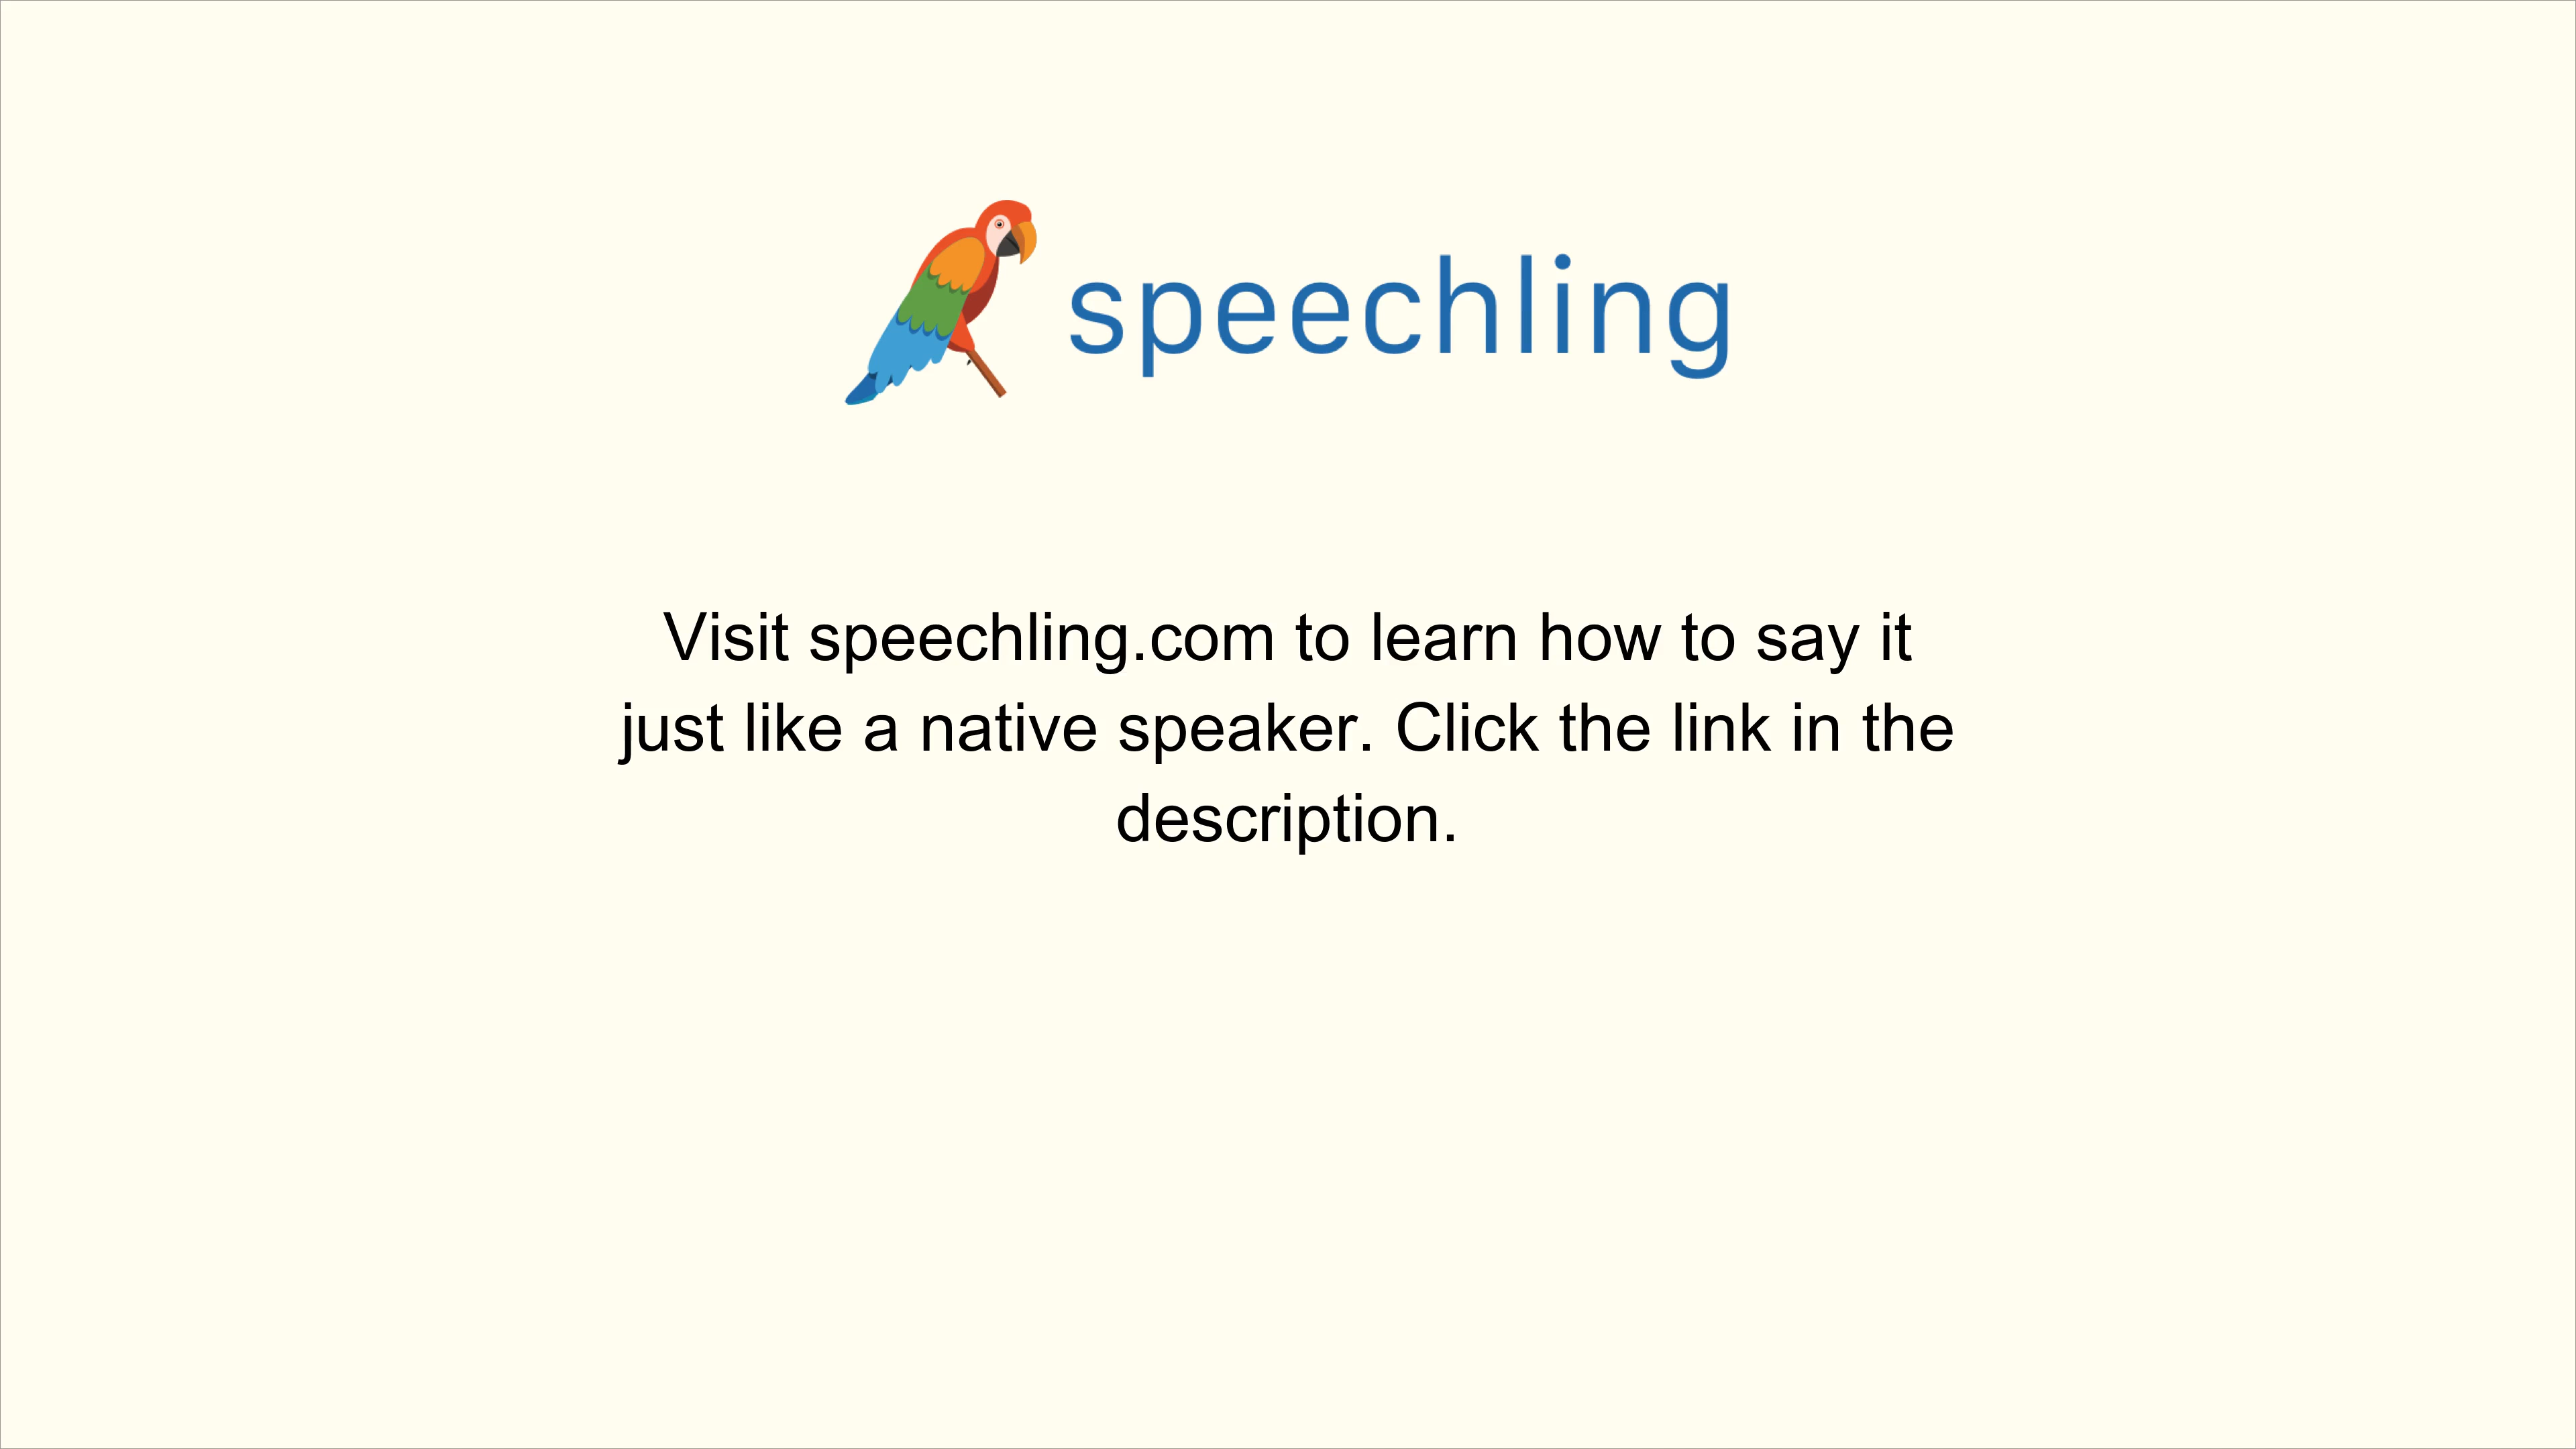 speechling
Visit speechling.com to learn how to say it
just like a native speaker. Click the link in the
description.